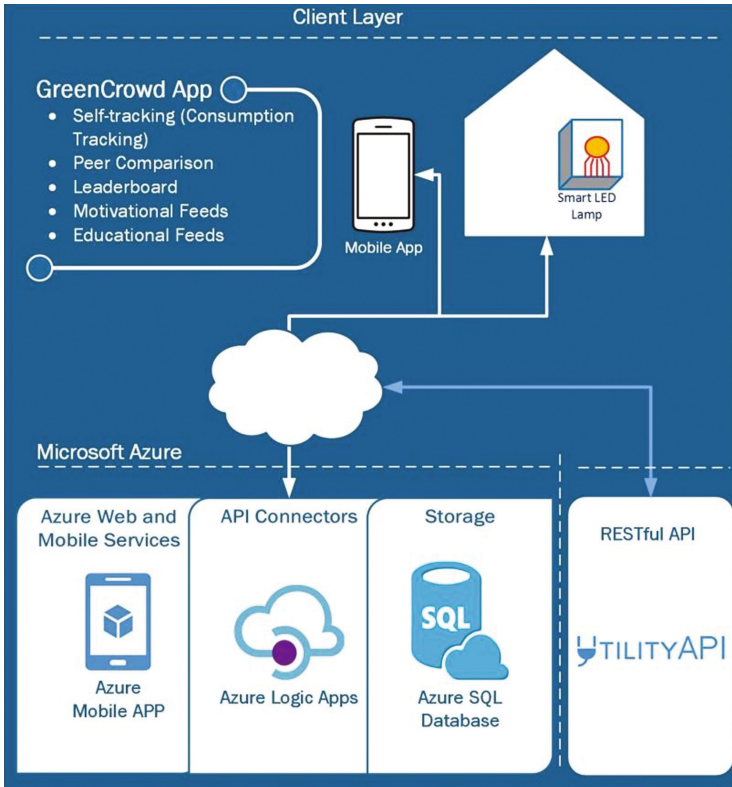 Client Layer
GreenCrowd App
• Self-tracking (Consumption
Tracking)
• Peer Comparison
• Leaderboard
• Motivational Feeds
• Educational Feeds
Mobile App
Smart LED
Lamp
Microsoft Azure
Azure Web and
Mobile Services
Azure
Mobile APP
API Connectors
Azure Logic Apps
Storage
SQL
Azure SQL
Database
RESTful API
UTILITYAPI